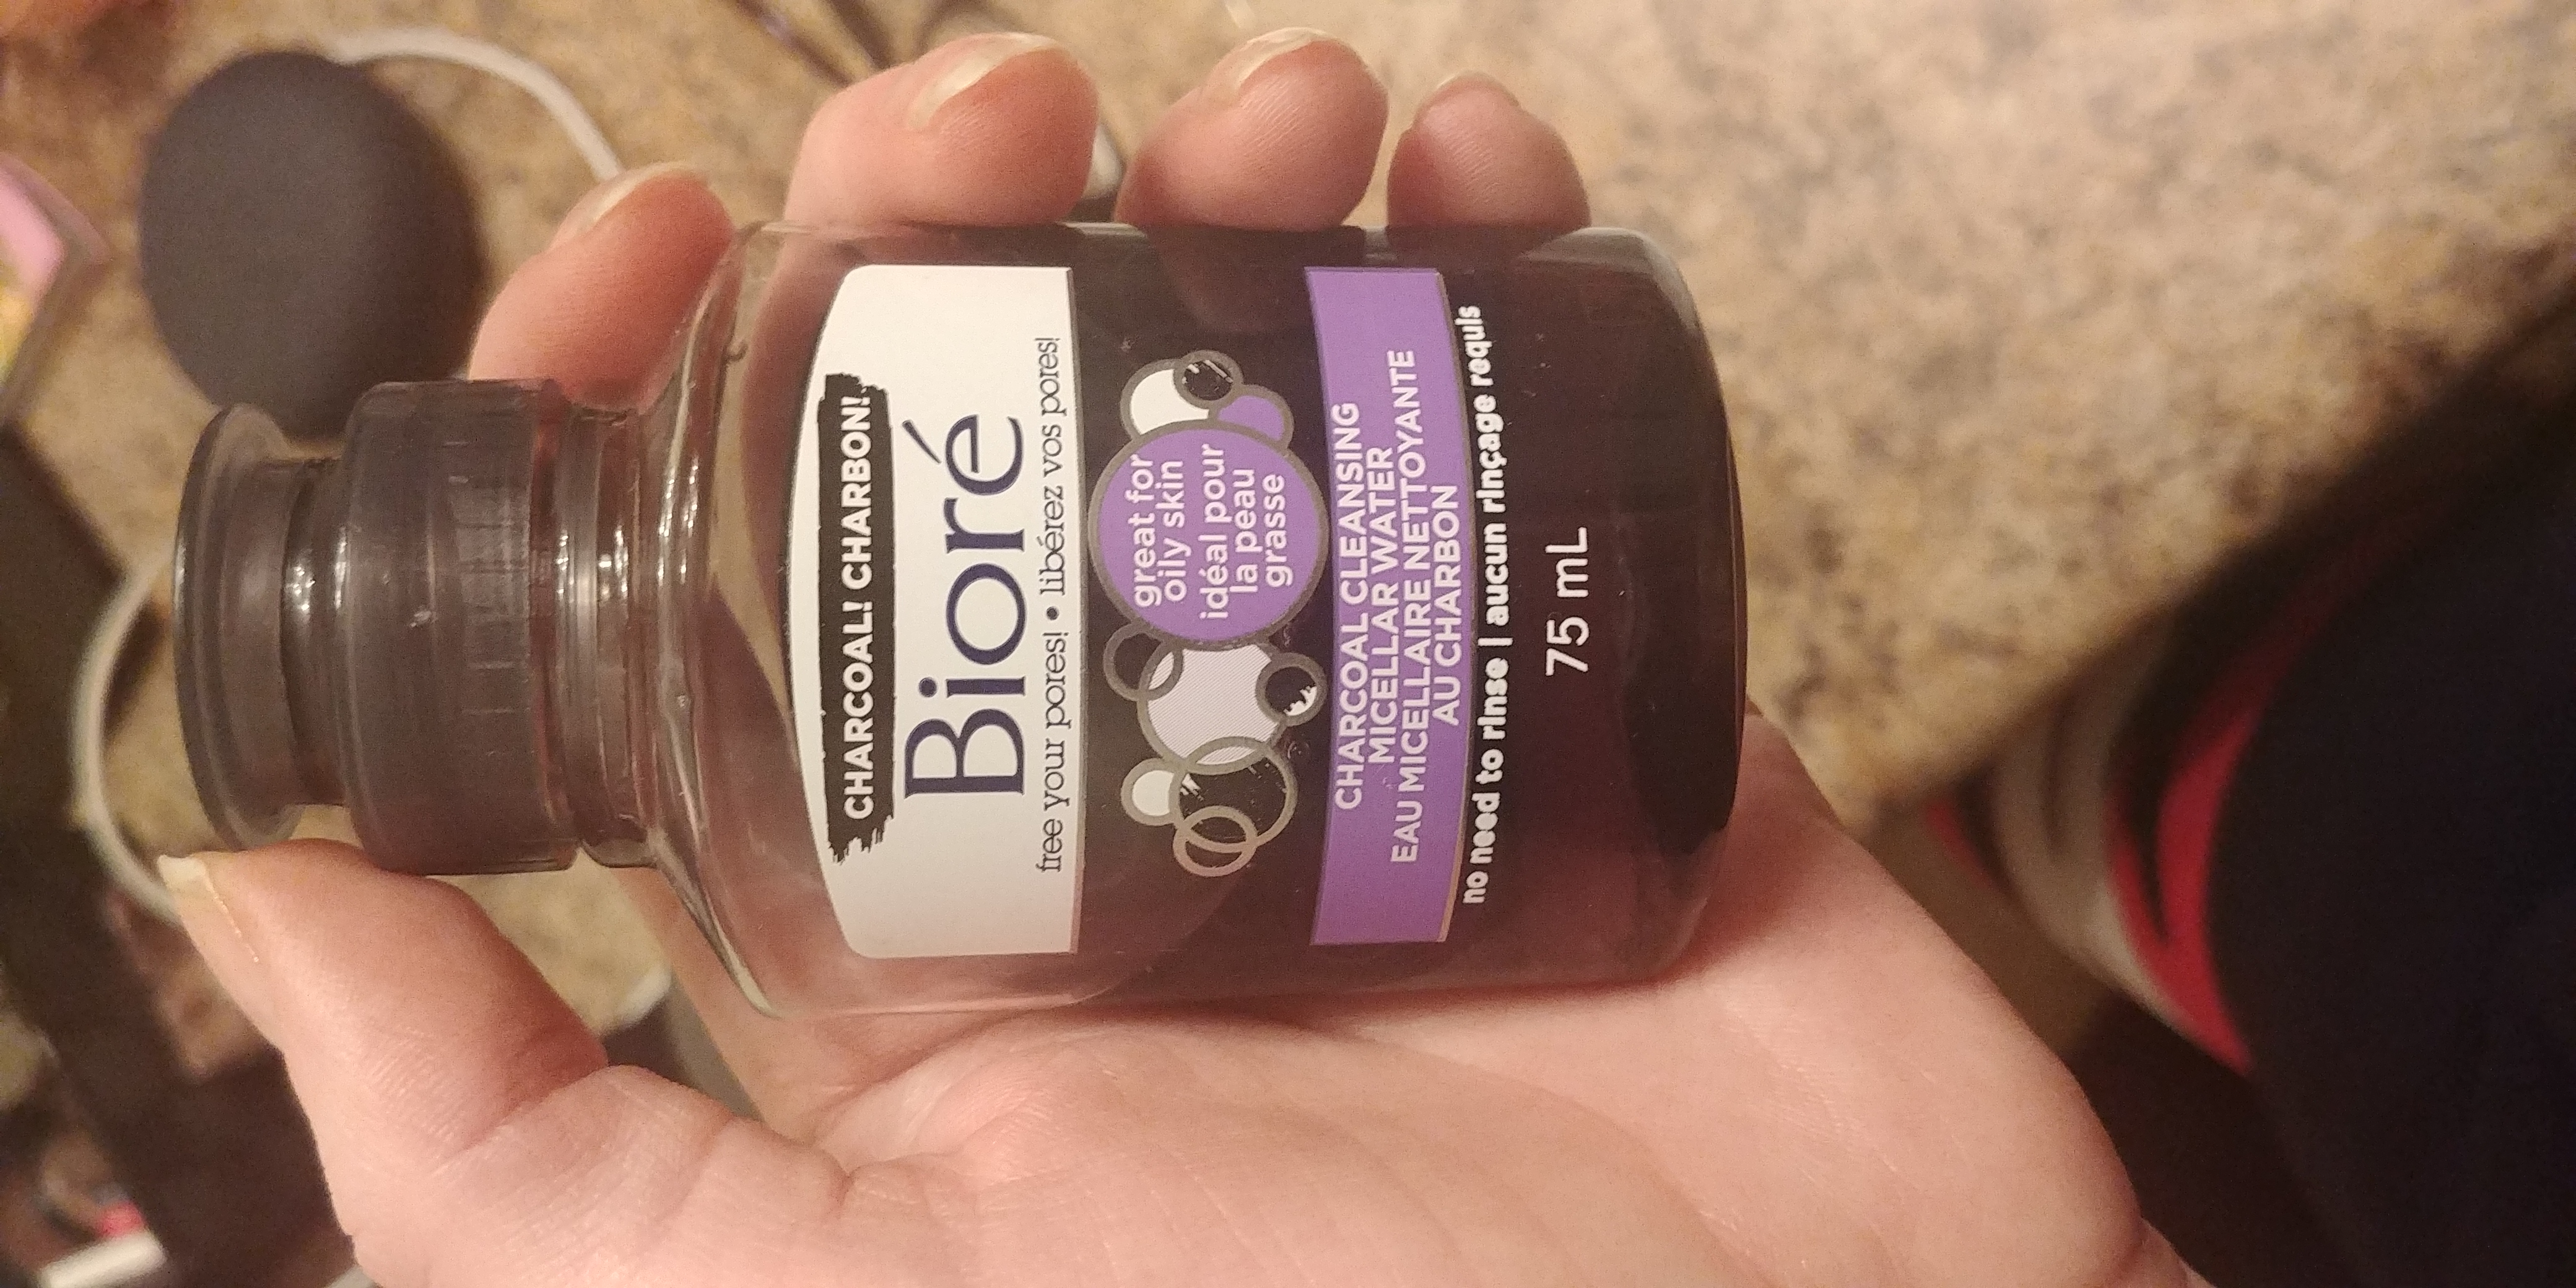 CHARCOAL! CHARBON!
Bioré
free your pores! • libérez vos pores!
great for
oily skin
idéal pour
la peau
grasse
CHARCOAL CLEANSING
MICELLAR WATER
EAU MICELLAIRE NETTOYANTE
AU CHARBON
no need to rinse | aucun rinçage requis
75 mL